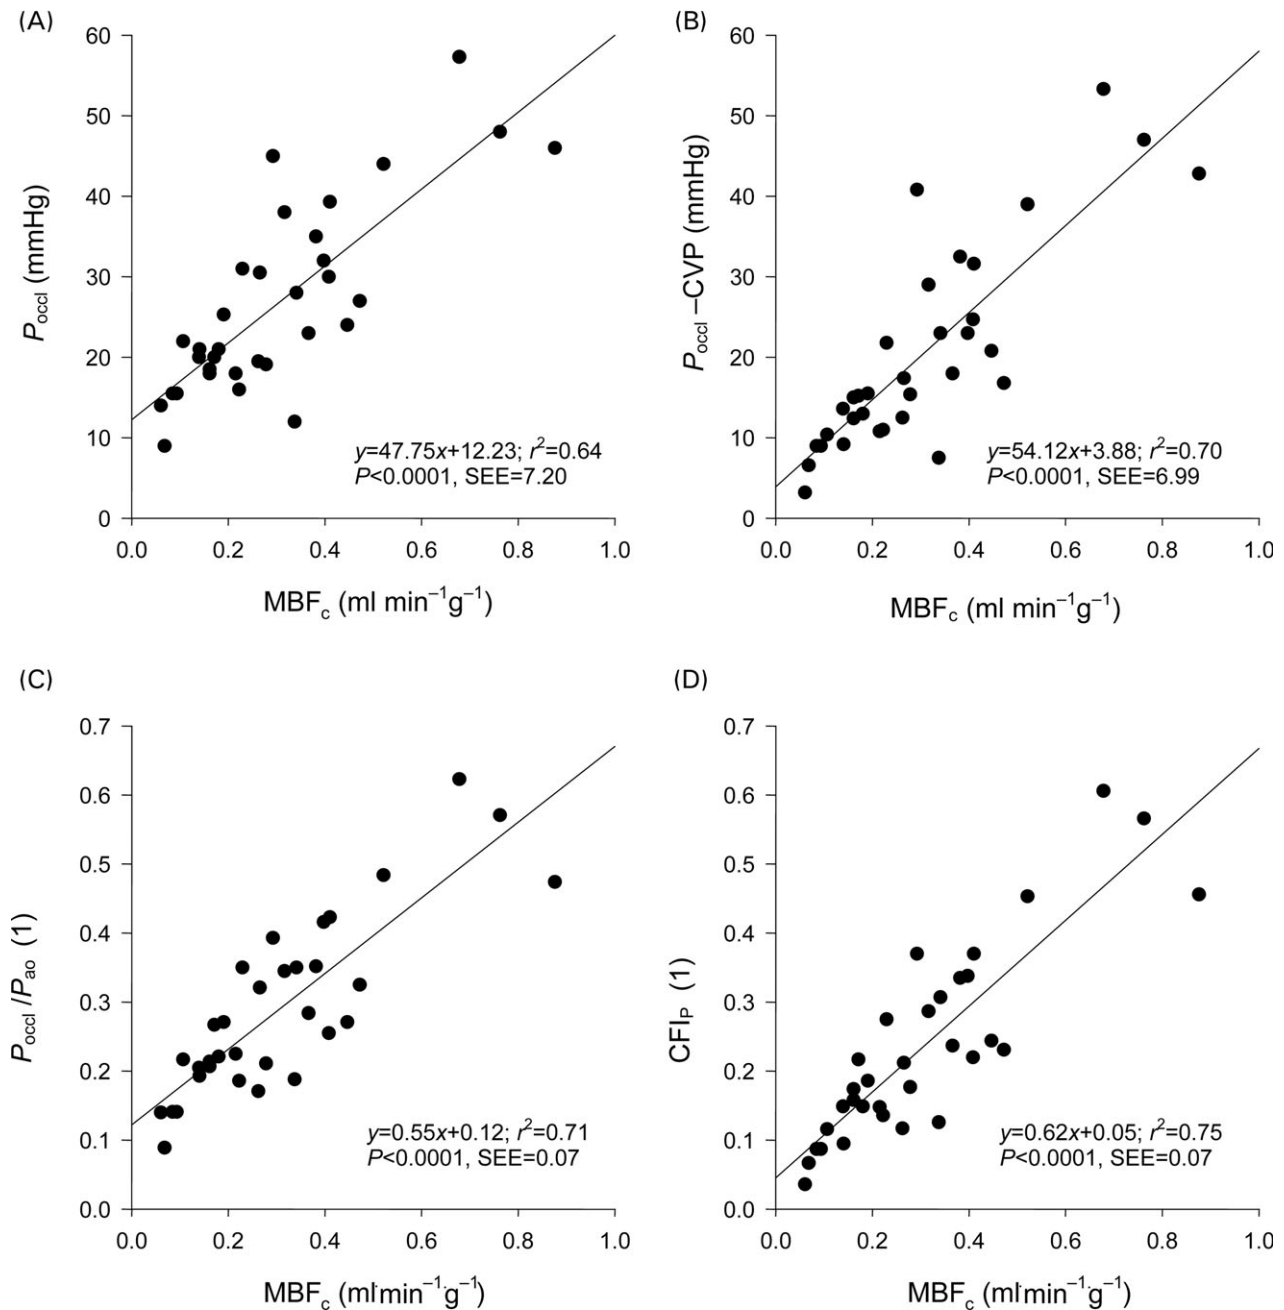 (A)
60
50
40
30
20
10
0
P_occl (mmHg)
y=47.75x+12.23; r²=0.64
P<0.0001, SEE=7.20
0.0 0.2 0.4 0.6 0.8 1.0
MBF_c (ml min⁻¹g⁻¹)
(B)
60
50
40
30
20
10
0
P_occl –CVP (mmHg)
y=54.12x+3.88; r²=0.70
P<0.0001, SEE=6.99
0.0 0.2 0.4 0.6 0.8 1.0
MBF_c (ml min⁻¹g⁻¹)
(C)
0.7
0.6
0.5
0.4
0.3
0.2
0.1
0.0
P_occl /P_ao (1)
y=0.55x+0.12; r²=0.71
P<0.0001, SEE=0.07
0.0 0.2 0.4 0.6 0.8 1.0
MBF_c (ml·min⁻¹·g⁻¹)
(D)
0.7
0.6
0.5
0.4
0.3
0.2
0.1
0.0
CFI_P (1)
y=0.62x+0.05; r²=0.75
P<0.0001, SEE=0.07
0.0 0.2 0.4 0.6 0.8 1.0
MBF_c (ml·min⁻¹·g⁻¹)